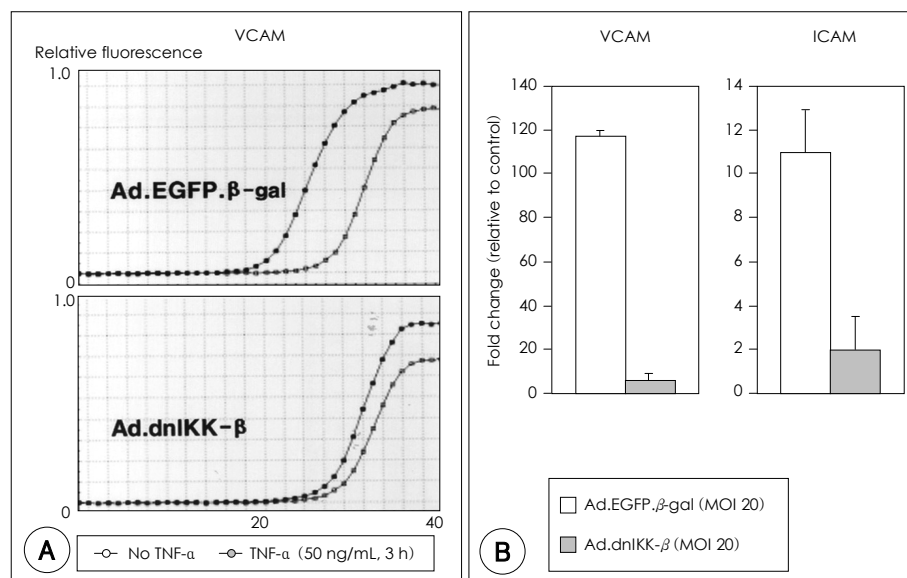 VCAM
Relative fluorescence
1.0
Ad.EGFP.β-gal
0
1.0
Ad.dnIKK-β
0
20
40
A
No TNF-α
TNF-α (50 ng/mL, 3 h)
VCAM
ICAM
Fold change (relative to control)
140
120
100
80
60
40
20
0
14
12
10
8
6
4
2
0
Ad.EGFP.β-gal (MOI 20)
Ad.dnIKK-β (MOI 20)
B